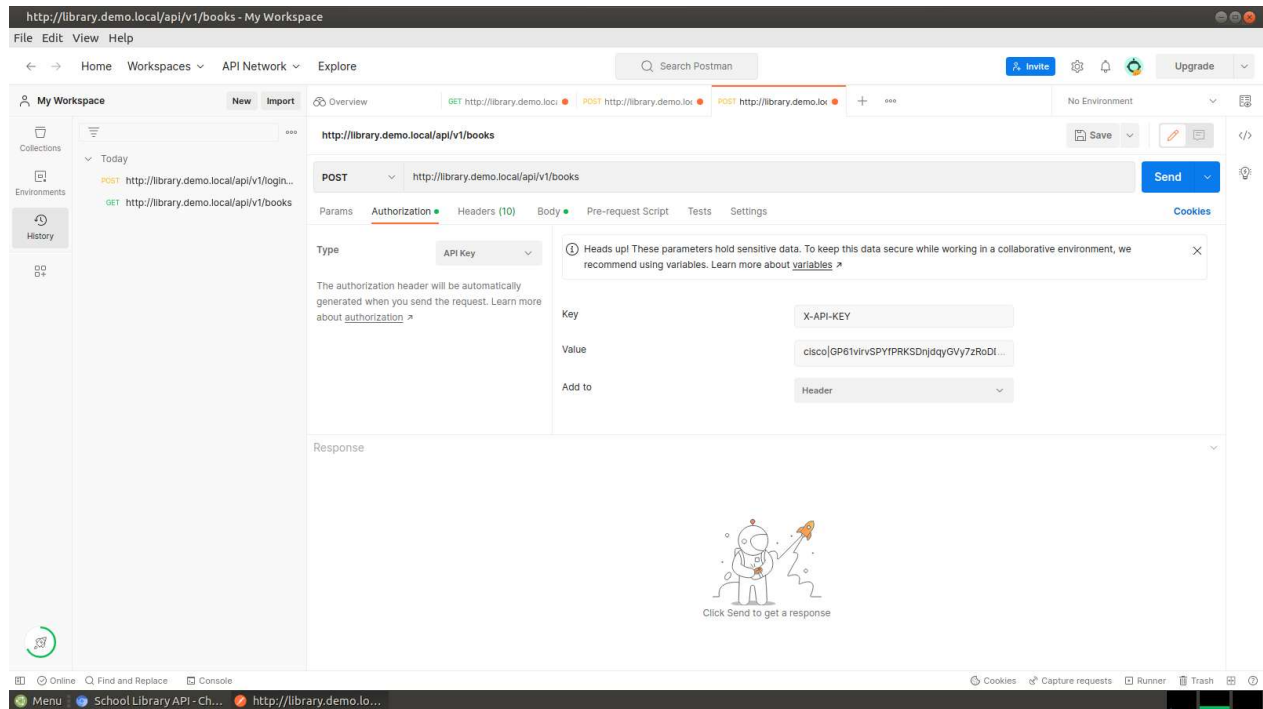 http://library.demo.local/api/v1/books - My Workspace
File Edit View Help
Home Workspaces API Network Explore Search Postman Invite Upgrade
My Workspace New Import Overview GET http://library.demo.loc POST http://library.demo.lo POST http://library.demo.lo No Environment
Collections
http://library.demo.local/api/v1/books Save
Today
POST http://library.demo.local/api/v1/login...
GET http://library.demo.local/api/v1/books
Environments
History
POST http://library.demo.local/api/v1/books Send
Params Authorization Headers (10) Body Pre-request Script Tests Settings Cookies
Type API Key
The authorization header will be automatically
generated when you send the request. Learn more
about authorization
Heads up! These parameters hold sensitive data. To keep this data secure while working in a collaborative environment, we
recommend using variables. Learn more about variables
Key X-API-KEY
Value cisco|GP61virvSPYfPRKSDnjdqyGVy7zRoDI...
Add to Header
Response
Click Send to get a response
Online Find and Replace Console Cookies Capture requests Runner Trash
Menu School Library API - Ch... http://library.demo.lo...